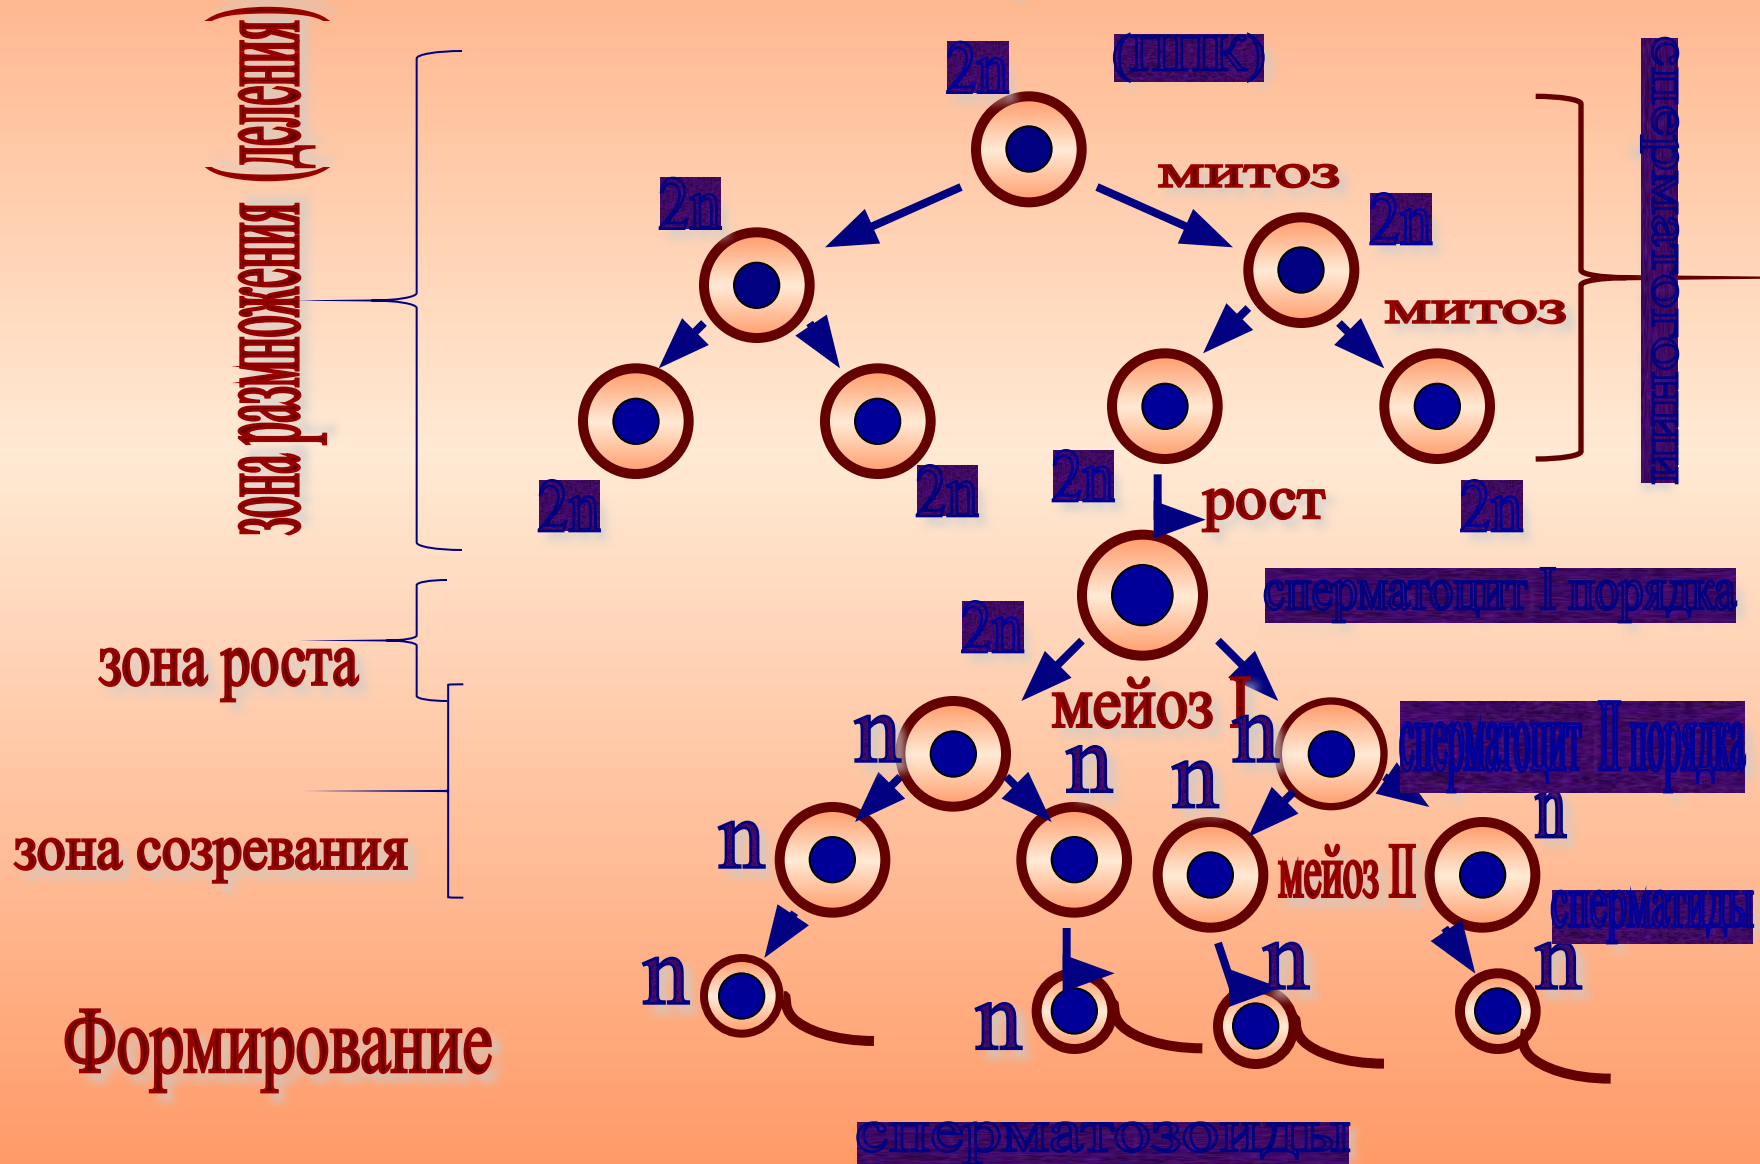 2n
(ППК)
зона размножения (деления)
сперматогонии
митоз
2n
2n
митоз
2n
2n
2n
2n
рост
сперматоцит I порядка
2n
зона роста
мейоз I
n
n
сперматоцит II порядка
n
n
n
n
зона созревания
мейоз II
сперматиды
n
n
n
n
Формирование
сперматозоиды